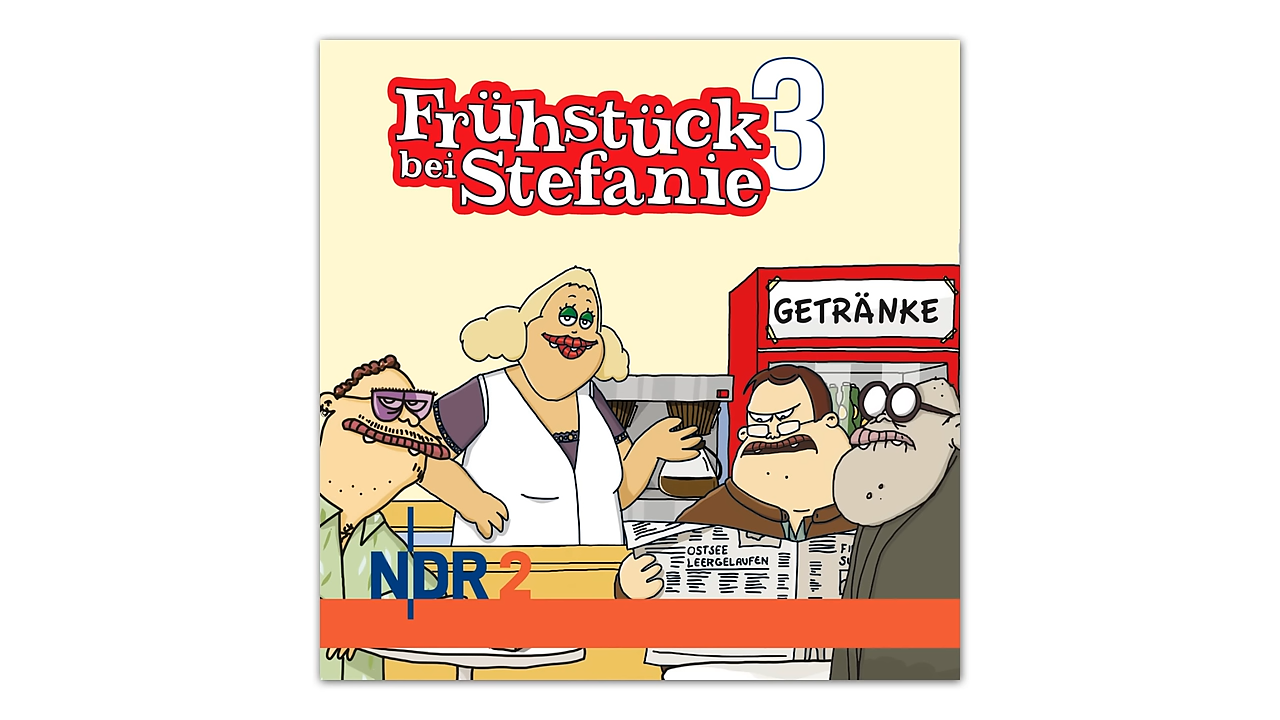 Frühstück 3
bei Stefanie
GETRÄNKE
OSTSEE
LEERGELAUFEN
NDR 2